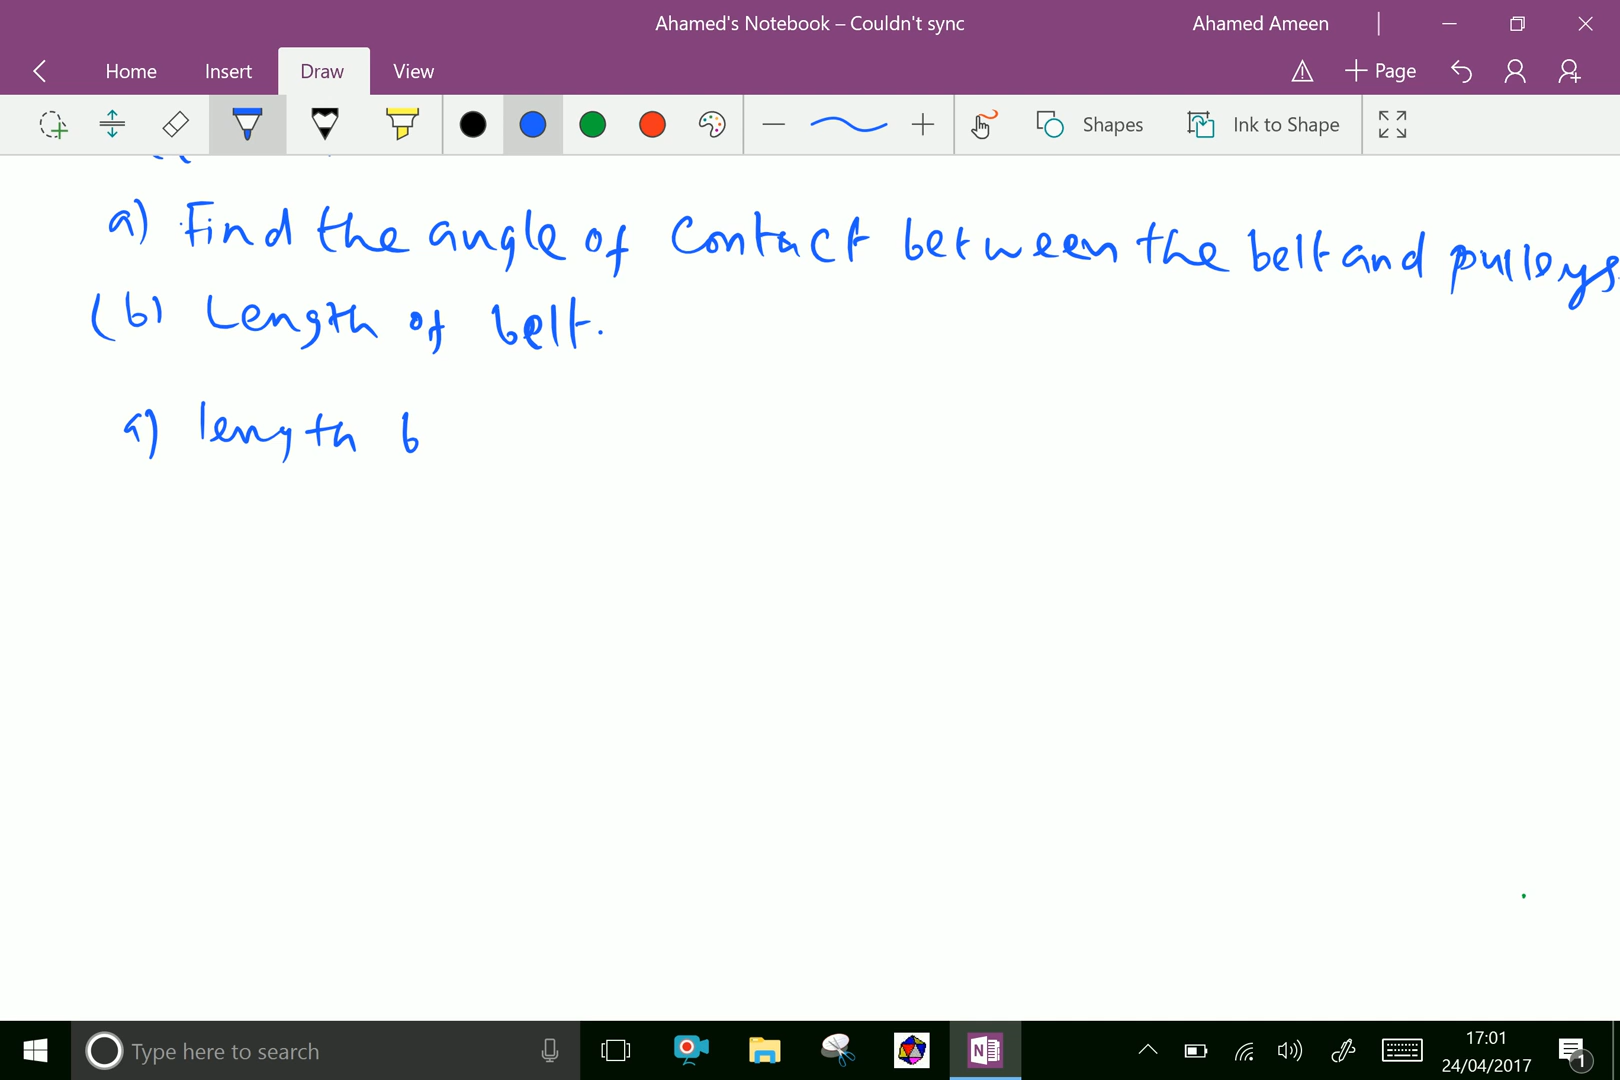 Ahamed's Notebook – Couldn't sync
Ahamed Ameen
Home Insert Draw View
Page
Shapes
Ink to Shape
a) Find the angle of contact between the belt and pulleys
(b) Length of belt.
a) length b
Type here to search
N
17:01
24/04/2017
1